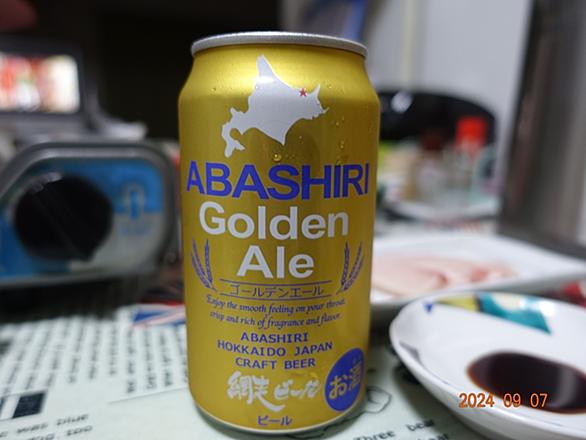 ABASHIRI
Golden
Ale
ゴールデンエール
Enjoy the smooth feeling on your throat.
crisp and rich of fragrance and flavor.
ABASHIRI
HOKKAIDO JAPAN
CRAFT BEER
網走ビール
お酒
ビール
2024 09 07